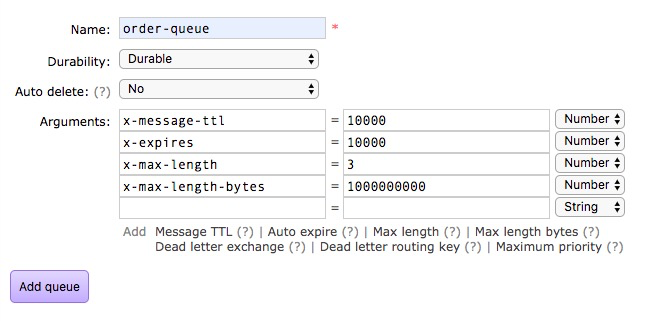 Name: order-queue *
Durability: Durable
Auto delete: (?) No
Arguments: x-message-ttl = 10000 Number
x-expires = 10000 Number
x-max-length = 3 Number
x-max-length-bytes = 1000000000 Number
= String
Add Message TTL (?) | Auto expire (?) | Max length (?) | Max length bytes (?)
Dead letter exchange (?) | Dead letter routing key (?) | Maximum priority (?)
Add queue